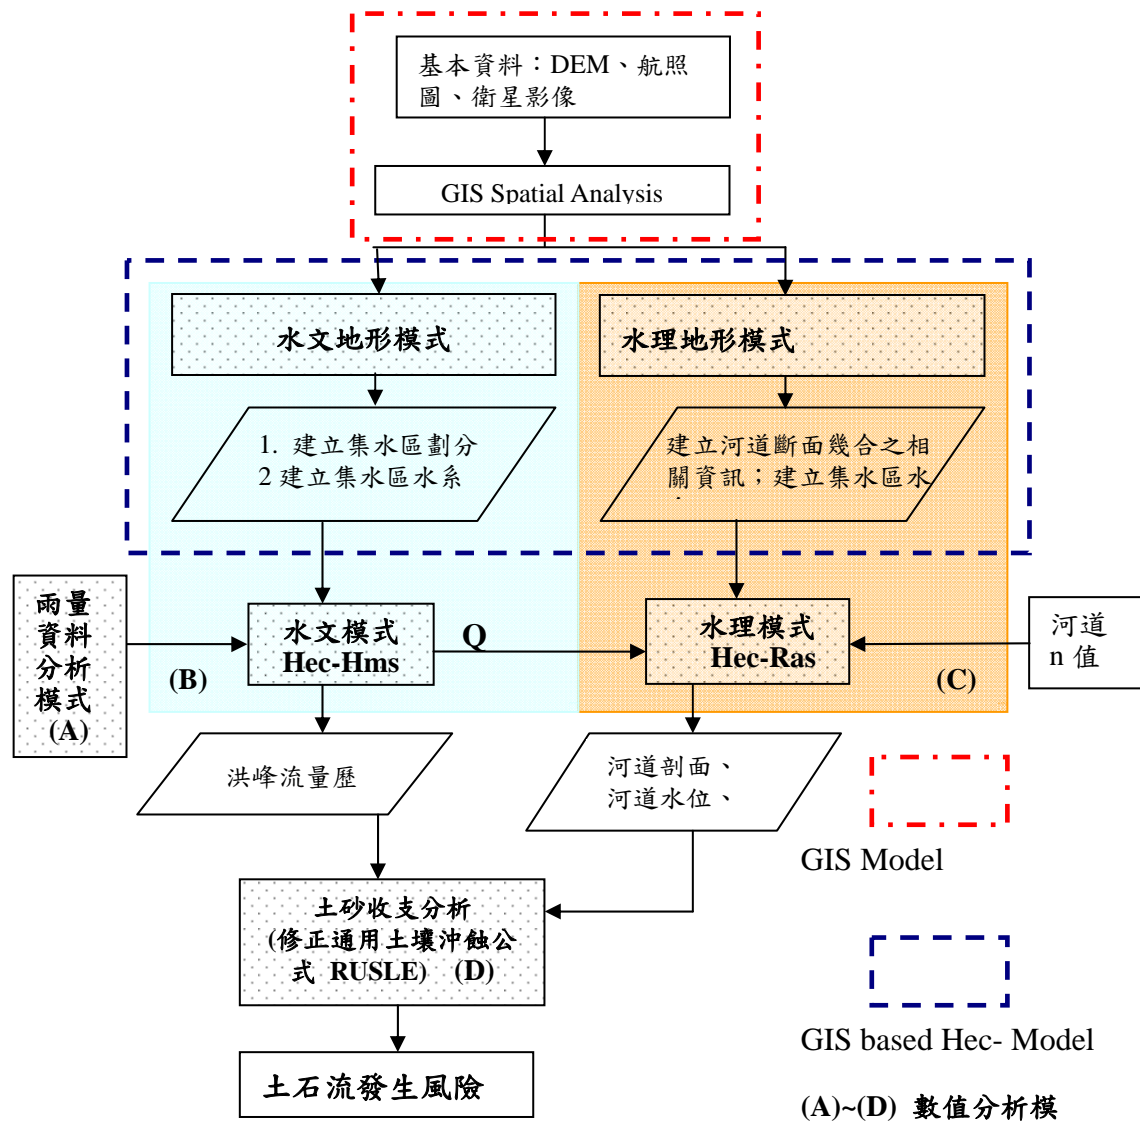 基本資料：DEM、航照
圖、衛星影像
GIS Spatial Analysis
水文地形模式
水理地形模式
1. 建立集水區劃分
2 建立集水區水系
建立河道斷面幾合之相
關資訊；建立集水區水
雨量
資料
分析
模式
(A)
水文模式
Hec-Hms
(B)
Q
水理模式
Hec-Ras
(C)
河道
n 值
洪峰流量歷
河道剖面、
河道水位、
GIS Model
土砂收支分析
(修正通用土壤沖蝕公
式 RUSLE) (D)
GIS based Hec- Model
土石流發生風險
(A)~(D) 數值分析模